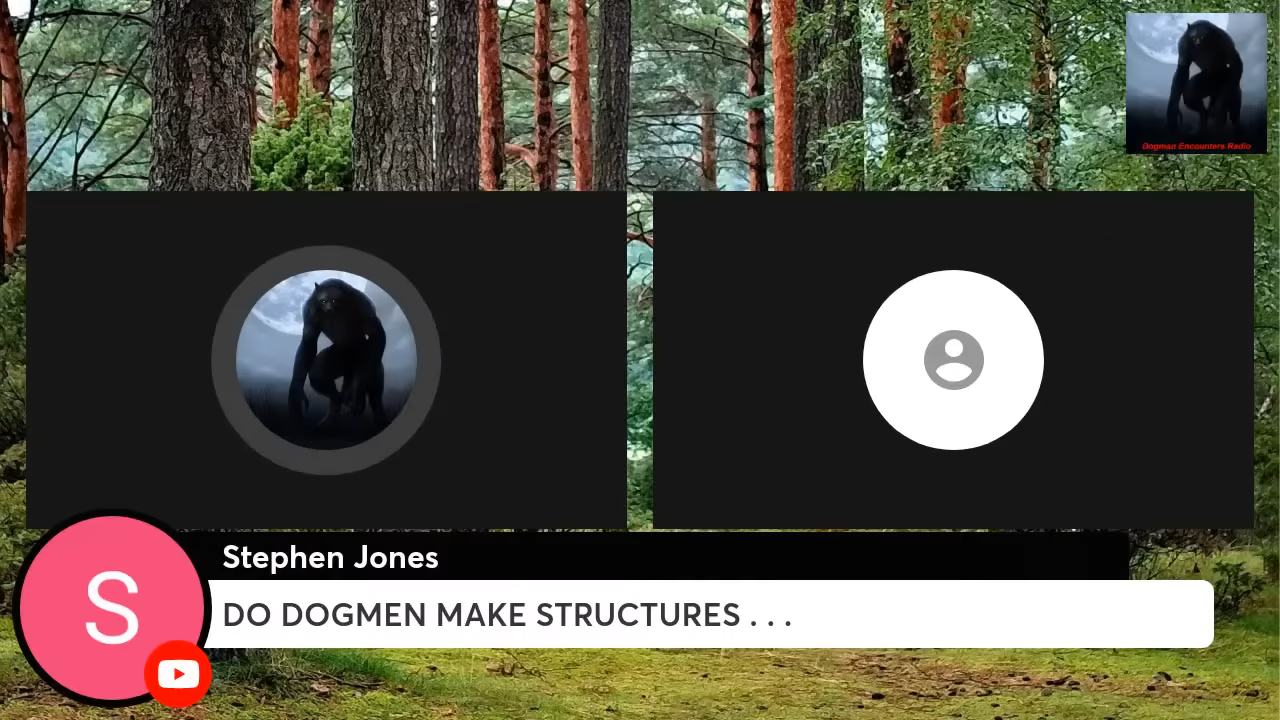 Dogman Encounters Radio
Stephen Jones
S
DO DOGMEN MAKE STRUCTURES . . .